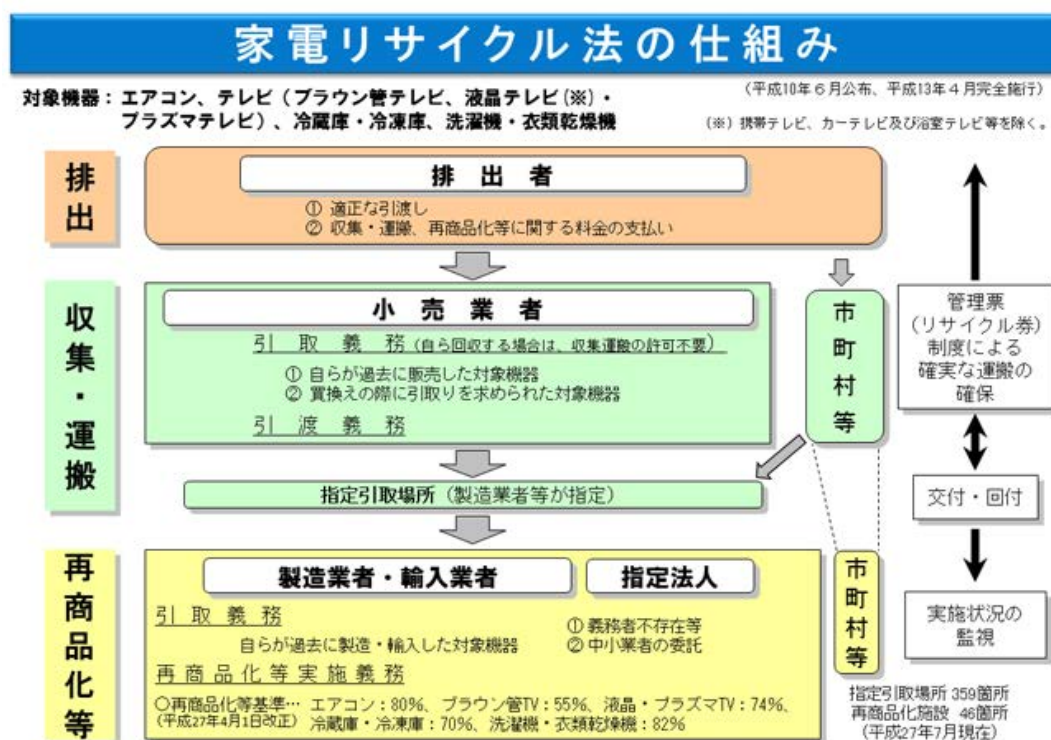 家電リサイクル法の仕組み
対象機器：エアコン、テレビ（ブラウン管テレビ、液晶テレビ(※)・
プラズマテレビ）、冷蔵庫・冷凍庫、洗濯機・衣類乾燥機
（平成10年６月公布、平成13年４月完全施行）
（※）携帯テレビ、カーテレビ及び浴室テレビ等を除く。
排出
排出者
① 適正な引渡し
② 収集・運搬、再商品化等に関する料金の支払い
収集・運搬
小売業者
引取義務（自ら回収する場合は、収集運搬の許可不要）
① 自らが過去に販売した対象機器
② 買換えの際に引取りを求められた対象機器
引渡義務
市町村等
指定引取場所（製造業者等が指定）
管理票
（リサイクル券）
制度による
確実な運搬の
確保
交付・回付
実施状況の
監視
再商品化等
製造業者・輸入業者
指定法人
引取義務
自らが過去に製造・輸入した対象機器
① 義務者不存在等
② 中小業者の委託
再商品化等実施義務
○再商品化等基準… エアコン：80％、ブラウン管TV：55％、液晶・プラズマTV：74％、
（平成27年4月1日改正）
冷蔵庫・冷凍庫：70％、洗濯機・衣類乾燥機：82％
市町村等
指定引取場所 359箇所
再商品化施設 46箇所
（平成27年7月現在）